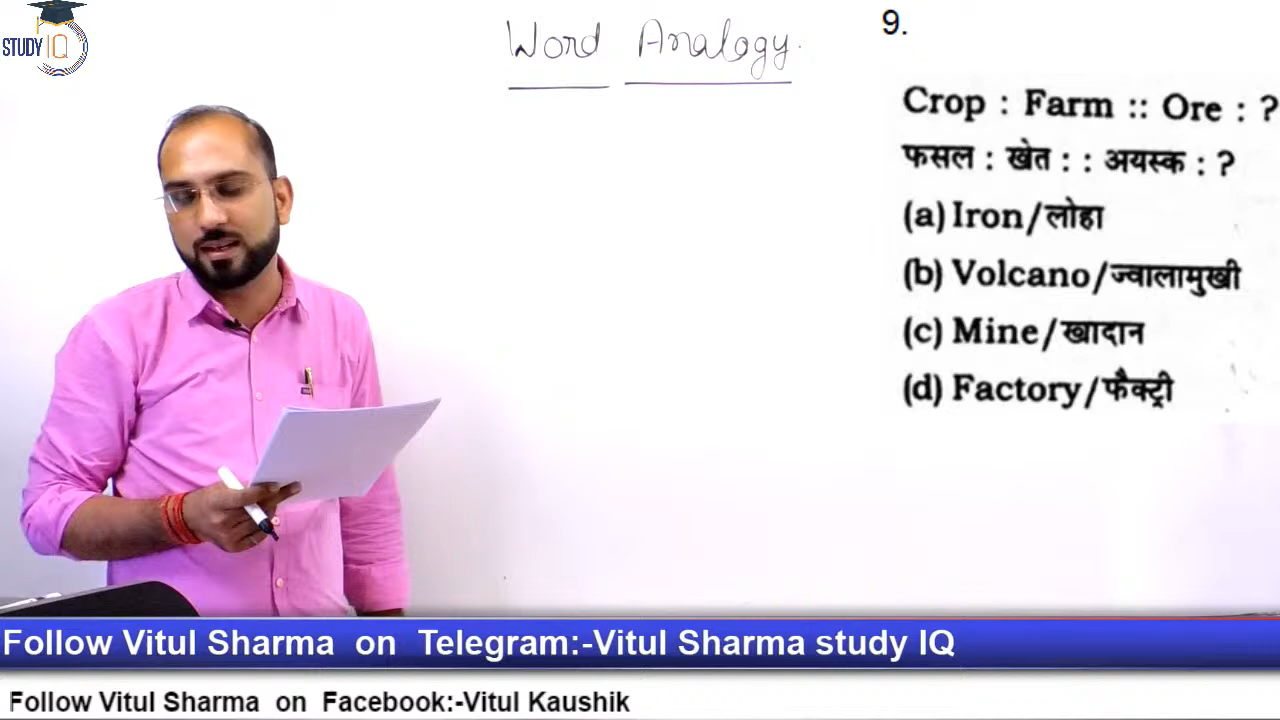 STUDY IQ
Word Analogy.
9.
Crop : Farm :: Ore : ?
फसल : खेत : : अयस्क : ?
(a) Iron/लोहा
(b) Volcano/ज्वालामुखी
(c) Mine/खादान
(d) Factory/फैक्ट्री
Follow Vitul Sharma on Telegram:-Vitul Sharma study IQ
Follow Vitul Sharma on Facebook:-Vitul Kaushik